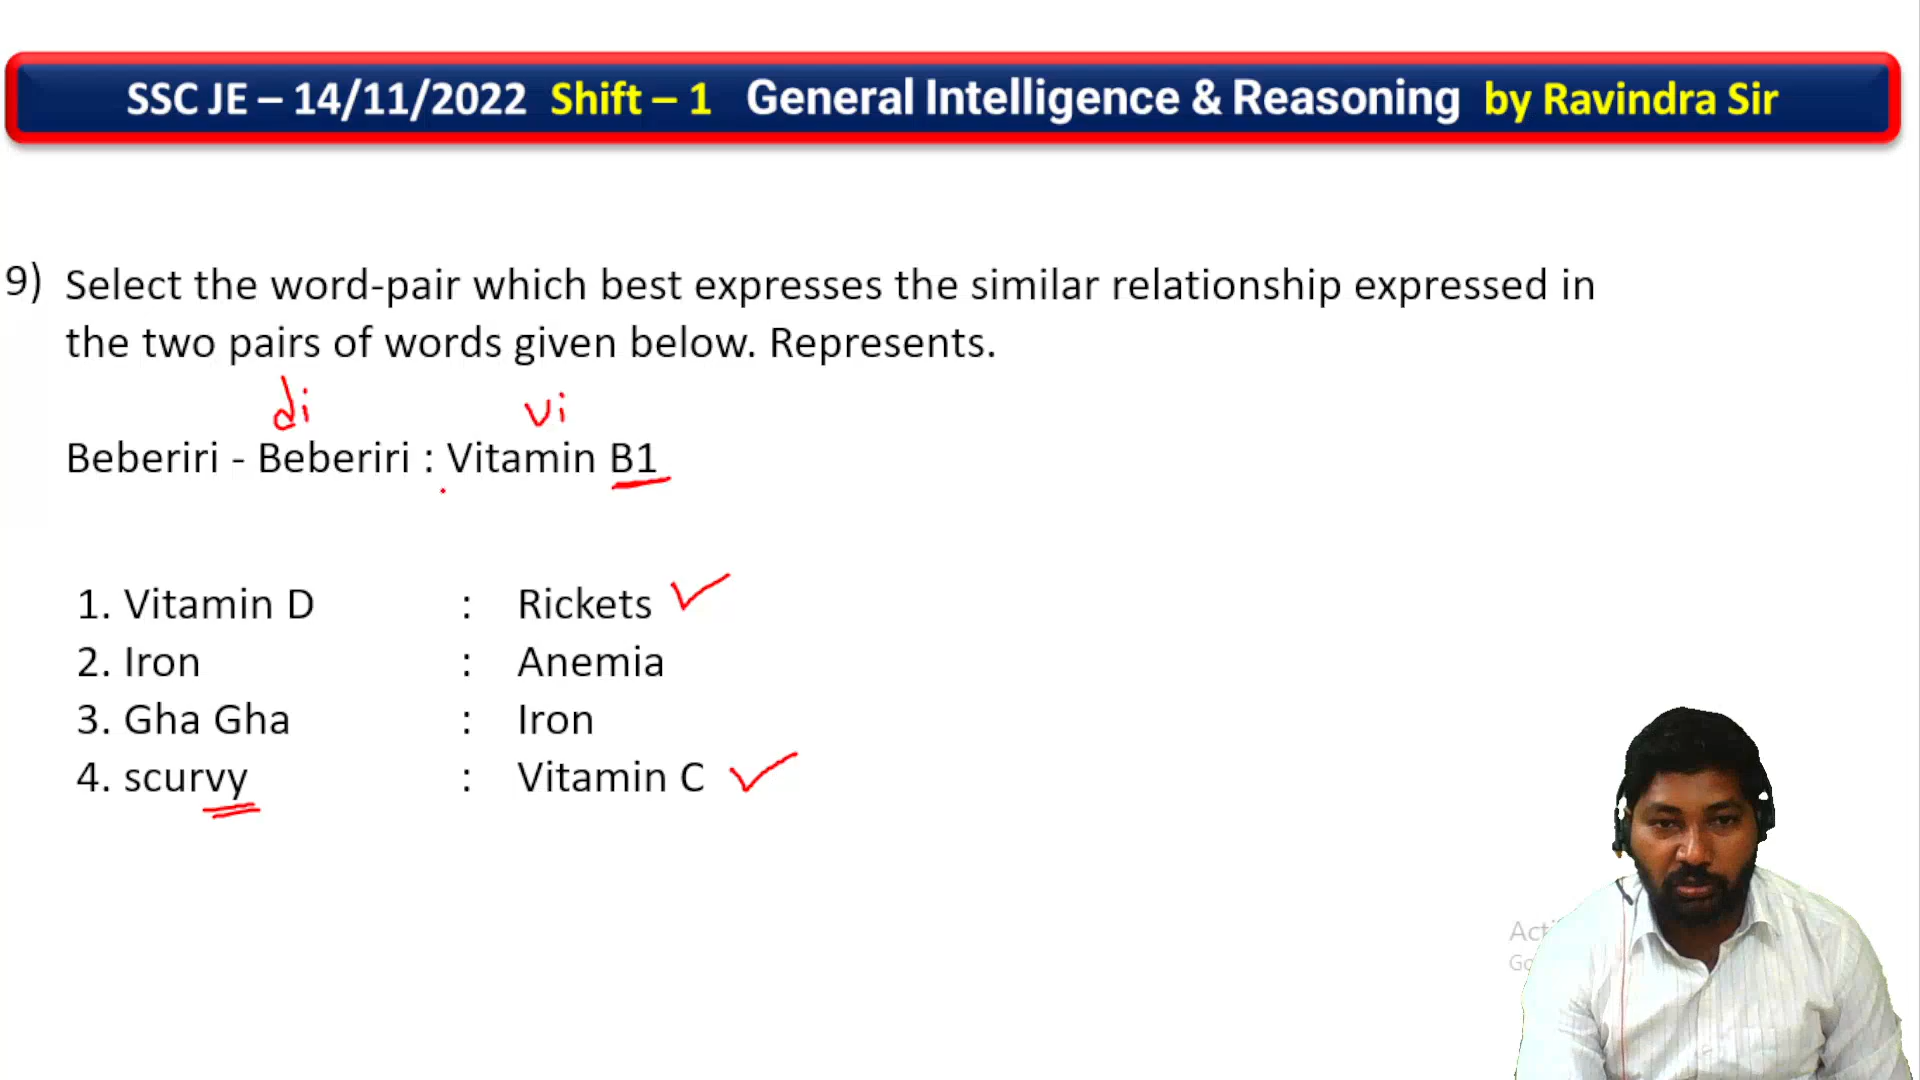 SSC JE – 14/11/2022 Shift – 1 General Intelligence & Reasoning by Ravindra Sir
9) Select the word-pair which best expresses the similar relationship expressed in
the two pairs of words given below. Represents.
di vi
Beberiri - Beberiri : Vitamin B1
1. Vitamin D : Rickets
2. Iron : Anemia
3. Gha Gha : Iron
4. scurvy : Vitamin C